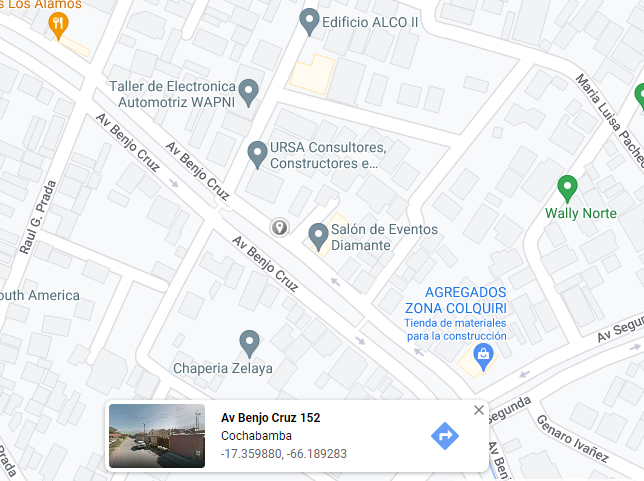 s Los Alamos
Edificio ALCO II
Taller de Electronica
Automotriz WAPNI
Maria Luisa Pachec
Av Benjo Cruz
Av Benjo Cruz
URSA Consultores,
Constructores e...
Wally Norte
Raul G. Prada
Salón de Eventos
Diamante
Av Benjo Cruz
outh America
AGREGADOS
ZONA COLQUIRI
Tienda de materiales
para la construcción
Av Segun
Chaperia Zelaya
Segunda
Genaro Ivañez
Prada
Av Benj
Av Benjo Cruz 152
Cochabamba
-17.359880, -66.189283